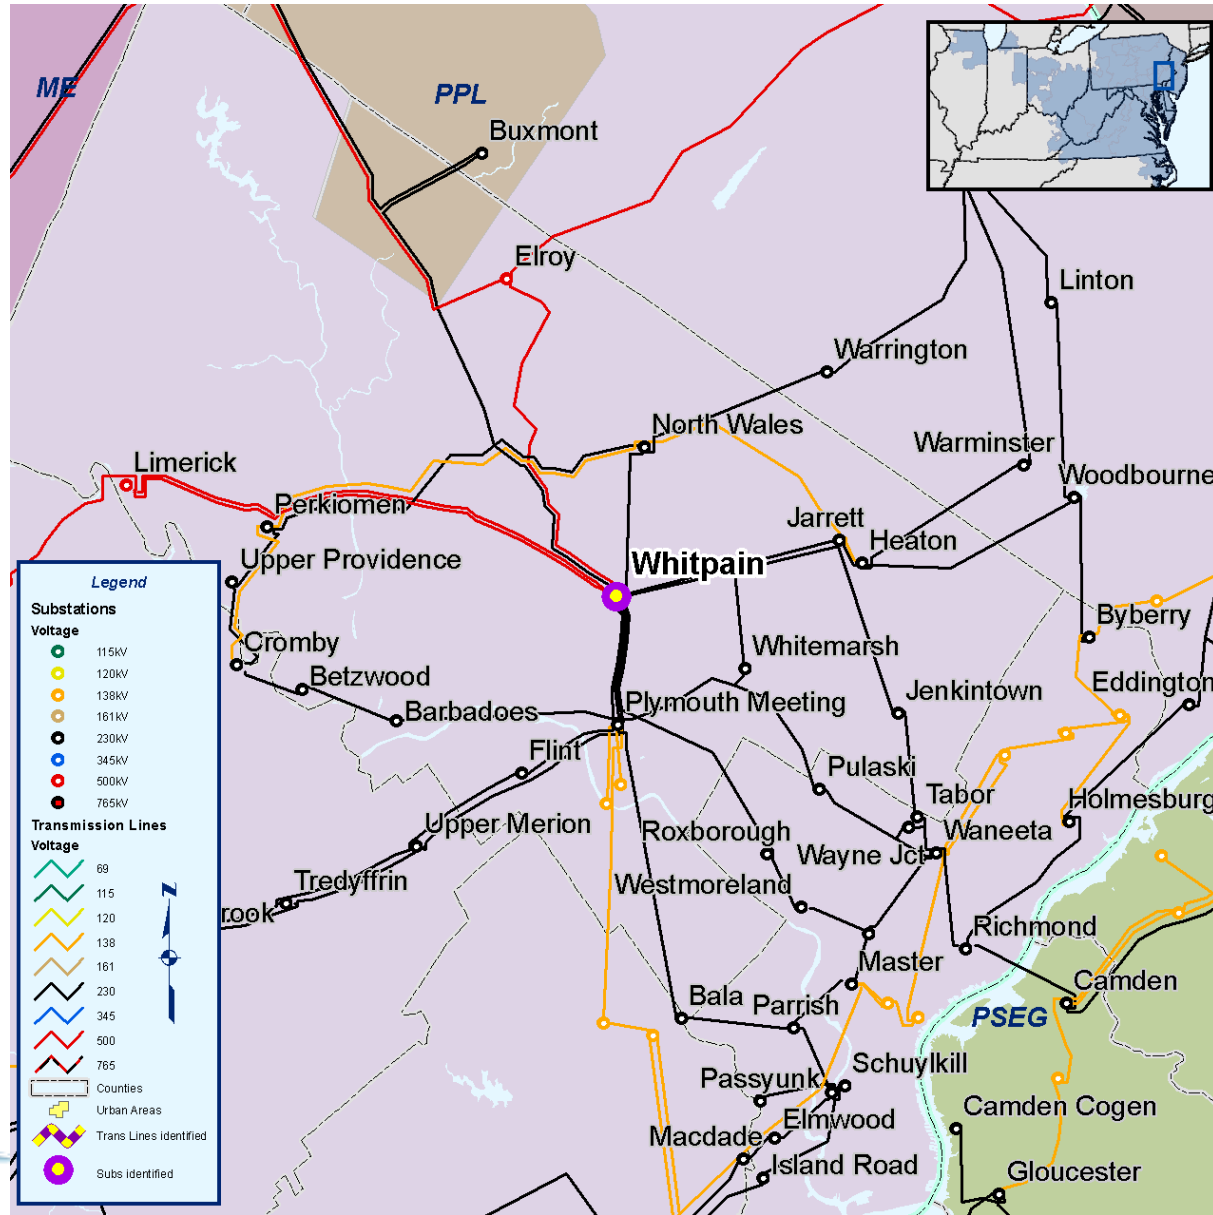 ME
PPL
Buxmont
Elroy
Linton
Warrington
North Wales
Warminster
Limerick
Woodbourne
Perkiomen
Jarrett
Heaton
Upper Providence
Whitpain
Byberry
Cromby
Whitemarsh
Betzwood
Eddington
Barbadoes
Plymouth Meeting
Jenkintown
Flint
Pulaski
Tabor
Holmesburg
Upper Merion
Roxborough
Waneeta
Wayne Jct
Tredyffrin
Westmoreland
rook
Richmond
Master
Camden
Bala
Parrish
PSEG
Schuylkill
Passyunk
Camden Cogen
Elmwood
Macdade
Island Road
Gloucester
Legend
Substations
Voltage
115kV
120kV
138kV
161kV
230kV
345kV
500kV
765kV
Transmission Lines
Voltage
69
115
120
138
161
230
345
500
765
Counties
Urban Areas
Trans Lines identified
Subs identified
N